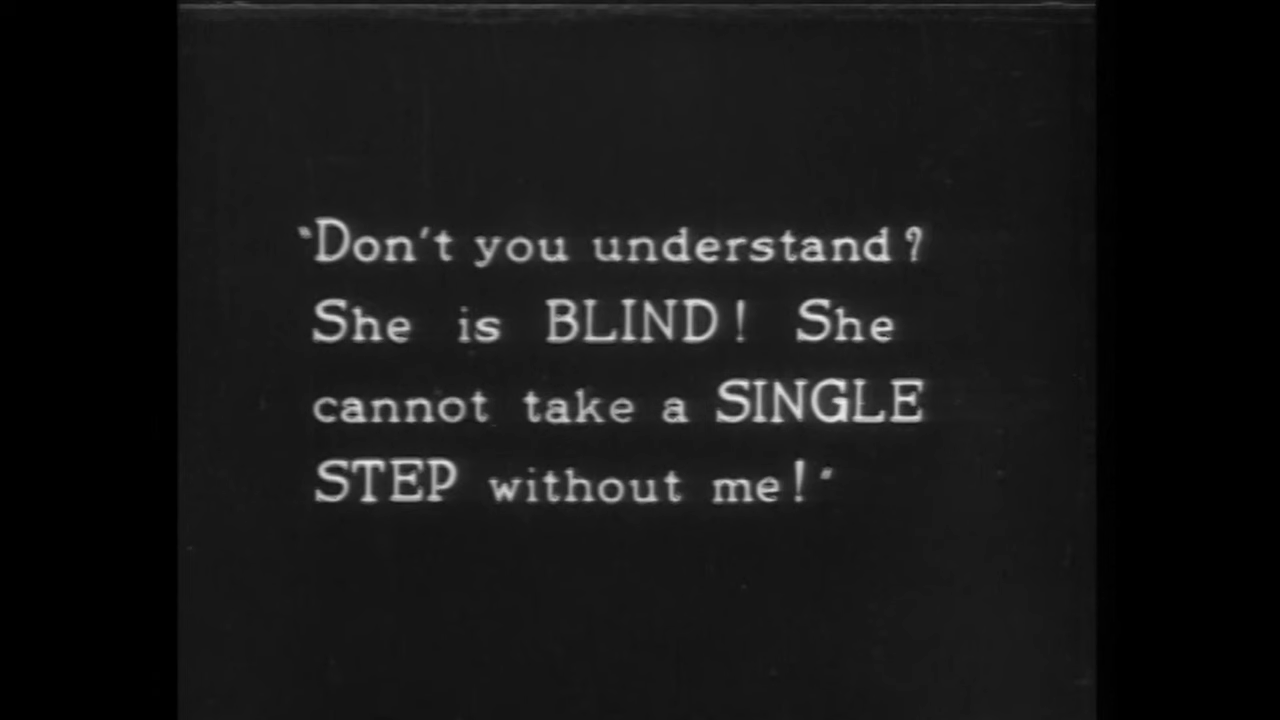 "Don't you understand?
She is BLIND! She
cannot take a SINGLE
STEP without me!"